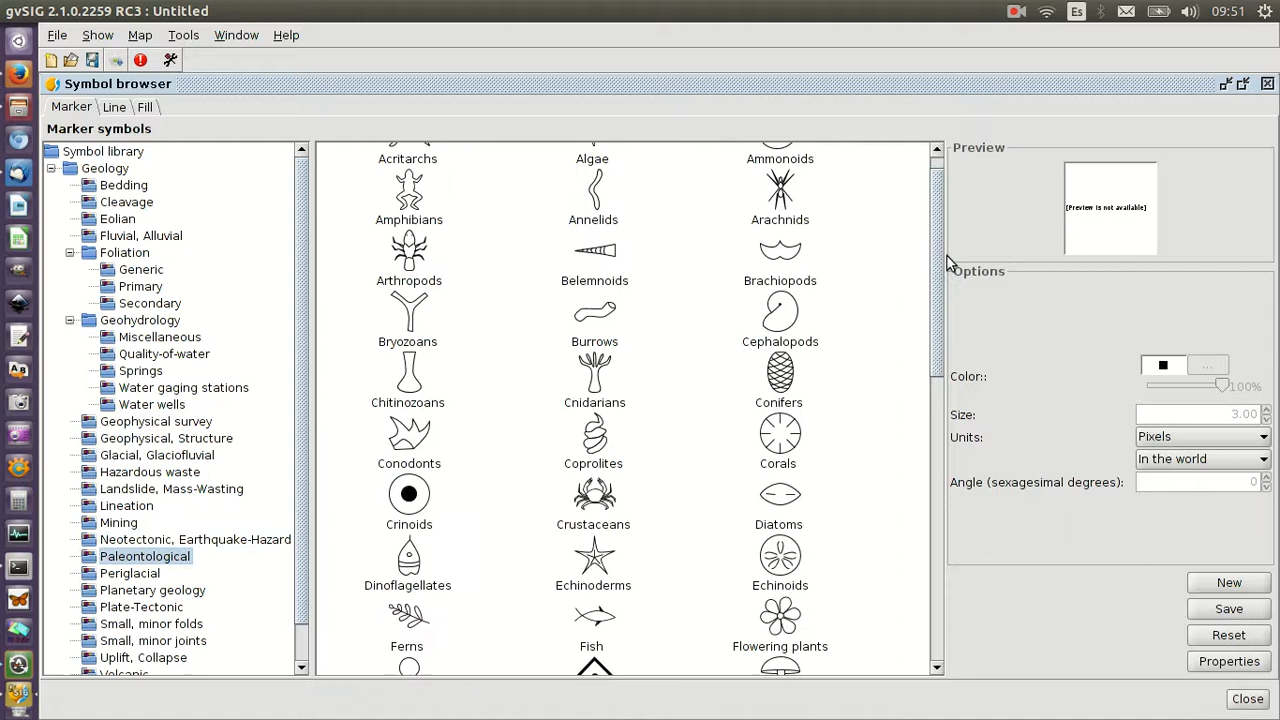 gvSIG 2.1.0.2259 RC3 : Untitled
Es
09:51
File Show Map Tools Window Help
Symbol browser
Marker Line Fill
Marker symbols
Symbol library
Geology
Bedding
Cleavage
Eolian
Fluvial, Alluvial
Foliation
Generic
Primary
Secondary
Geohydrology
Miscellaneous
Quality-of-water
Springs
Water gaging stations
Water wells
Geophysical survey
Geophysical, Structure
Glacial, Glaciofluvial
Hazardous waste
Landslide, Mass-Wasting
Lineation
Mining
Neotectonic, Earthquake-Hazard
Paleontological
Periglacial
Planetary geology
Plate-Tectonic
Small, minor folds
Small, minor joints
Uplift, Collapse
Volcanic
Acritarchs Algae Ammonoids
Amphibians Annelids Arachnids
Arthropods Belemnoids Brachiopods
Bryozoans Burrows Cephalopods
Chitinozoans Cnidarians Conifers
Conodonts Coprolites Corals
Crinoids Crustaceans Diatoms
Dinoflagellates Echinoderms Echinoids
Ferns Fish Flowering plants
Preview
[Preview is not available]
Options
Color:: ...
100%
Size: 3.00
Units: Pixels
In the world
Angle (sexagesimal degrees): 0
New
Save
Reset
Properties
Close